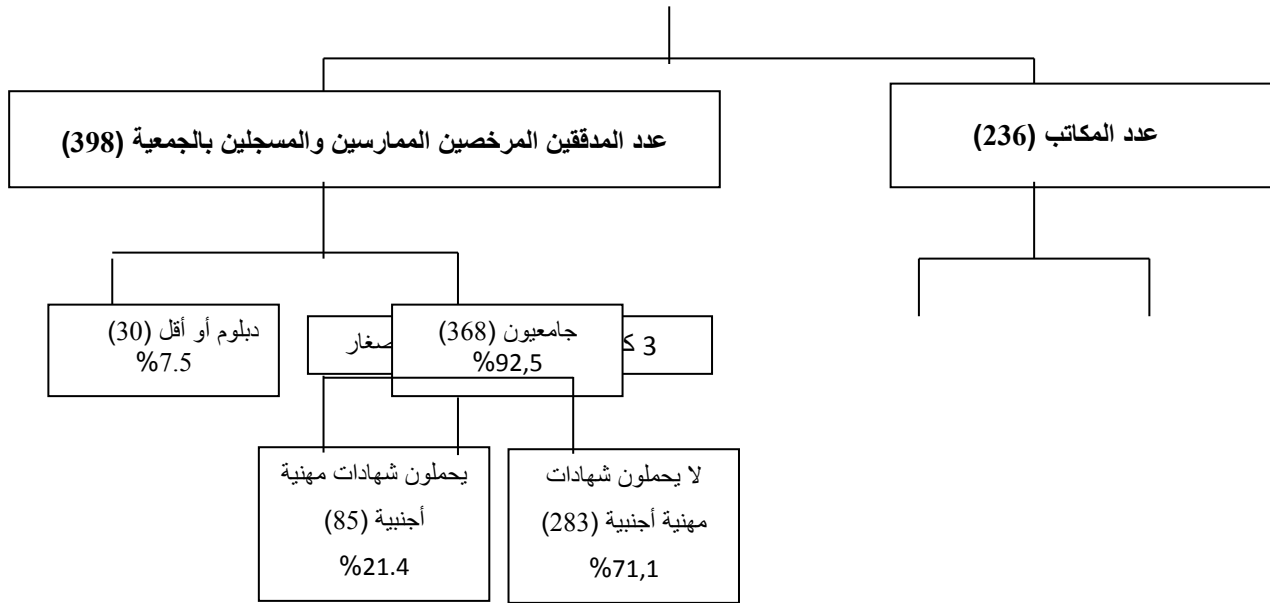 عدد المكاتب (236)
عدد المدققين المرخصين الممارسين والمسجلين بالجمعية (398)
3
جامعيون (368)
%92,5
دبلوم أو أقل (30)
%7.5
لا يحملون شهادات
مهنية أجنبية (283)
%71,1
يحملون شهادات مهنية
أجنبية (85)
%21.4